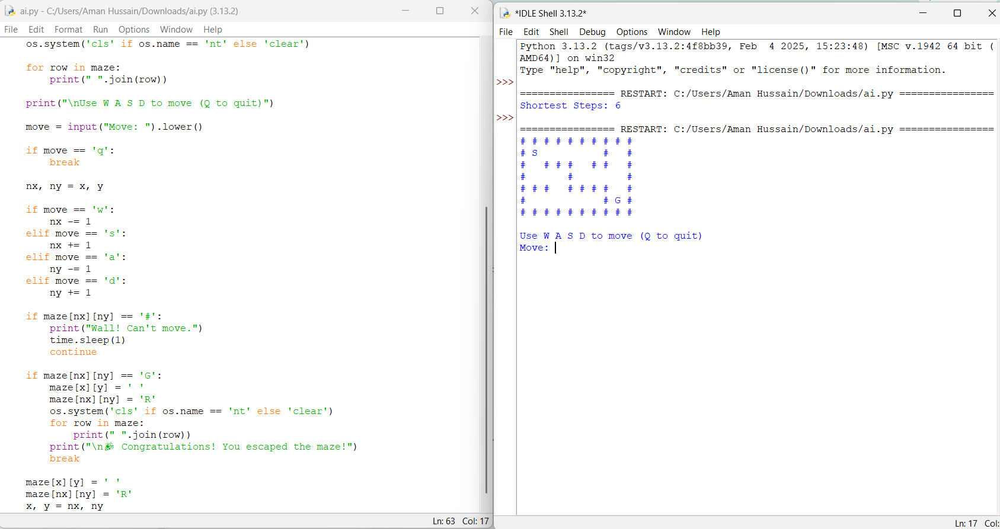 ai.py - C:/Users/Aman Hussain/Downloads/ai.py (3.13.2)
File Edit Format Run Options Window Help
    os.system('cls' if os.name == 'nt' else 'clear')

    for row in maze:
        print(" ".join(row))

    print("\nUse W A S D to move (Q to quit)")

    move = input("Move: ").lower()

    if move == 'q':
        break

    nx, ny = x, y

    if move == 'w':
        nx -= 1
    elif move == 's':
        nx += 1
    elif move == 'a':
        ny -= 1
    elif move == 'd':
        ny += 1

    if maze[nx][ny] == '#':
        print("Wall! Can't move.")
        time.sleep(1)
        continue

    if maze[nx][ny] == 'G':
        maze[x][y] = ' '
        maze[nx][ny] = 'R'
        os.system('cls' if os.name == 'nt' else 'clear')
        for row in maze:
            print(" ".join(row))
        print("\n🎉 Congratulations! You escaped the maze!")
        break

    maze[x][y] = ' '
    maze[nx][ny] = 'R'
    x, y = nx, ny
Ln: 63 Col: 17
*IDLE Shell 3.13.2*
File Edit Shell Debug Options Window Help
Python 3.13.2 (tags/v3.13.2:4f8bb39, Feb  4 2025, 15:23:48) [MSC v.1942 64 bit (
AMD64)] on win32
Type "help", "copyright", "credits" or "license()" for more information.
>>>
================ RESTART: C:/Users/Aman Hussain/Downloads/ai.py ================
Shortest Steps: 6
>>>
================ RESTART: C:/Users/Aman Hussain/Downloads/ai.py ================
# # # # # # # # # #
# S           #   #
#   # # #   # #   #
#       #         #
# # #   # # # #   #
#             # G #
# # # # # # # # # #

Use W A S D to move (Q to quit)
Move:
Ln: 17 Col: